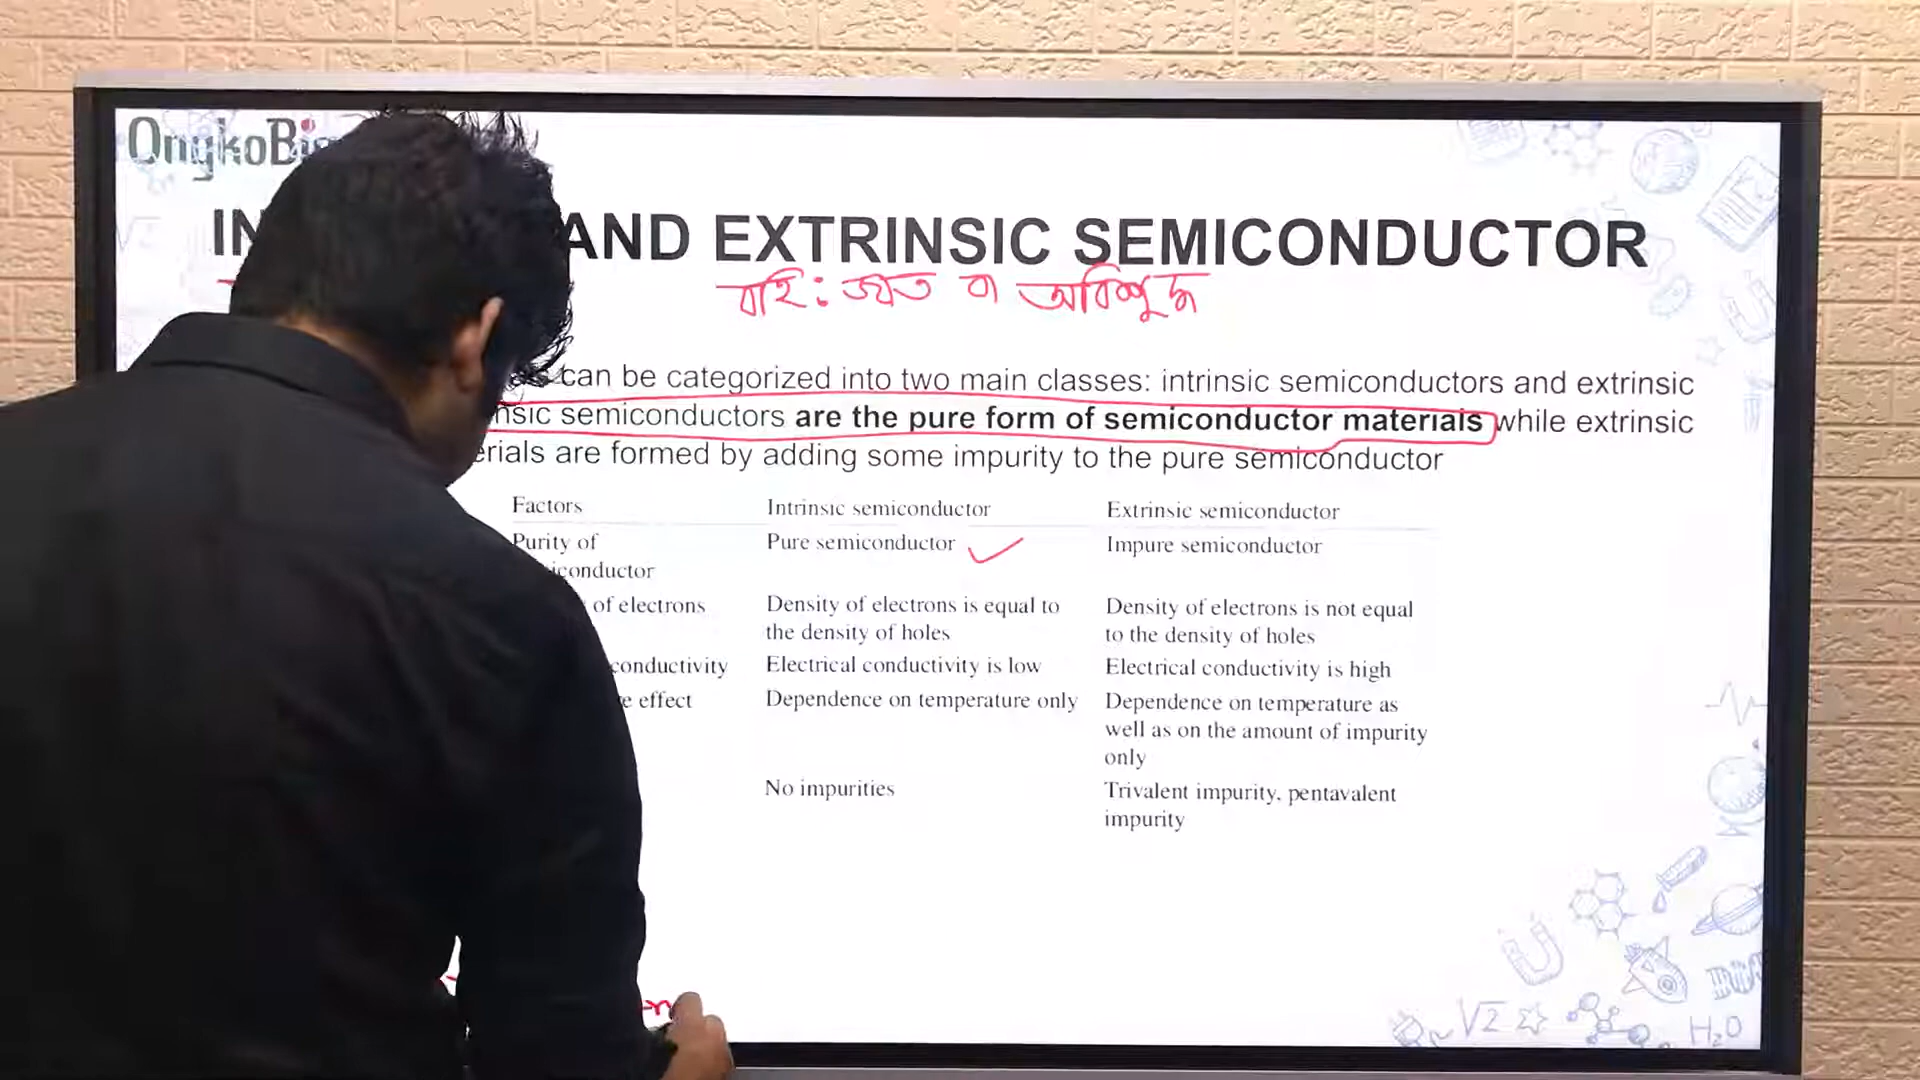 AND EXTRINSIC SEMICONDUCTOR
বহি: জাত বা অবিশুদ্ধ
can be categorized into two main classes: intrinsic semiconductors and extrinsic
semiconductors are the pure form of semiconductor materials while extrinsic
are formed by adding some impurity to the pure semiconductor
Factors Intrinsic semiconductor Extrinsic semiconductor
Purity of Pure semiconductor Impure semiconductor
of electrons Density of electrons is equal to Density of electrons is not equal
the density of holes to the density of holes
conductivity Electrical conductivity is low Electrical conductivity is high
effect Dependence on temperature only Dependence on temperature as
well as on the amount of impurity
only
No impurities Trivalent impurity, pentavalent
impurity
√2
H₂O